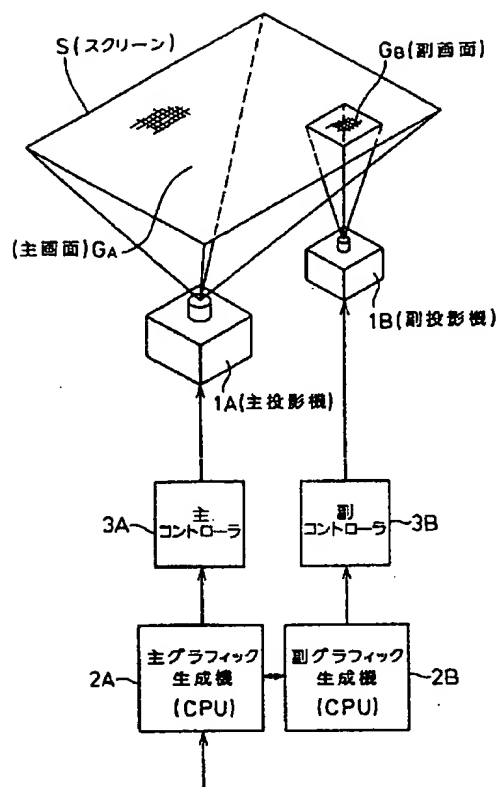 S(スクリーン)
GB(副画面)
(主画面)GA
1B(副投影機)
1A(主投影機)
3A
主
コントローラ
副
コントローラ
3B
2A
主グラフィック
生成機
(CPU)
副グラフィック
生成機
(CPU)
2B